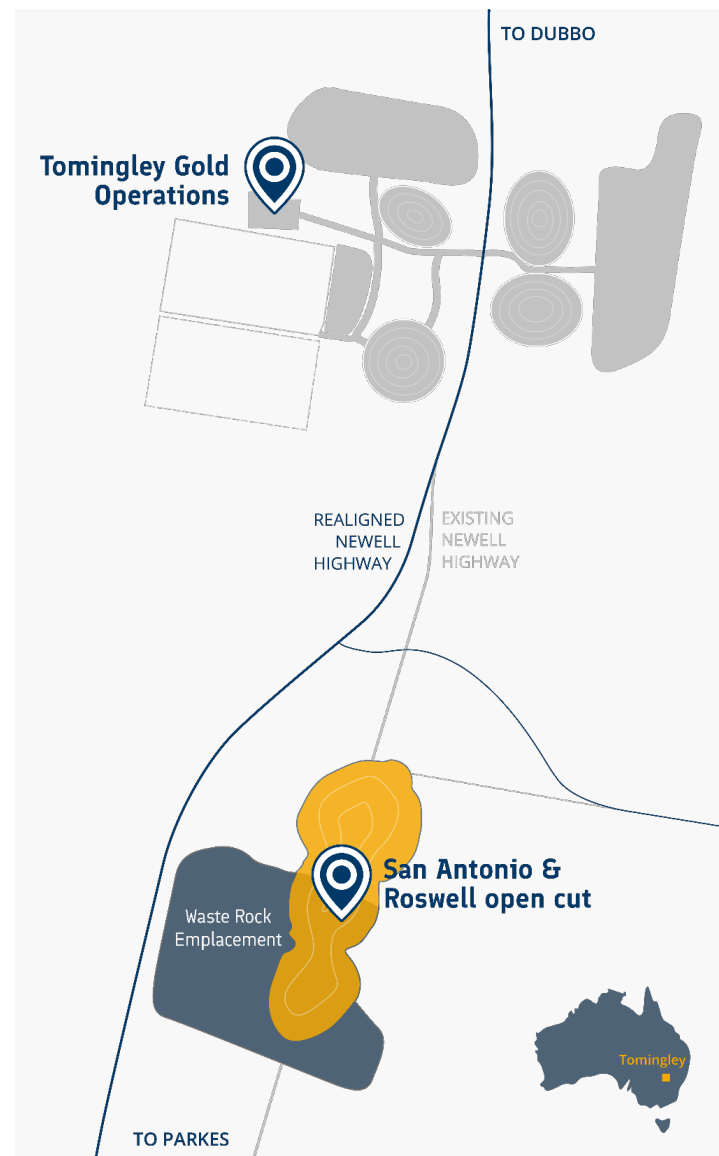 TO DUBBO
Tomingley Gold
Operations
REALIGNED
NEWELL
HIGHWAY
EXISTING
NEWELL
HIGHWAY
San Antonio &
Roswell open cut
Waste Rock
Emplacement
Tomingley
TO PARKES